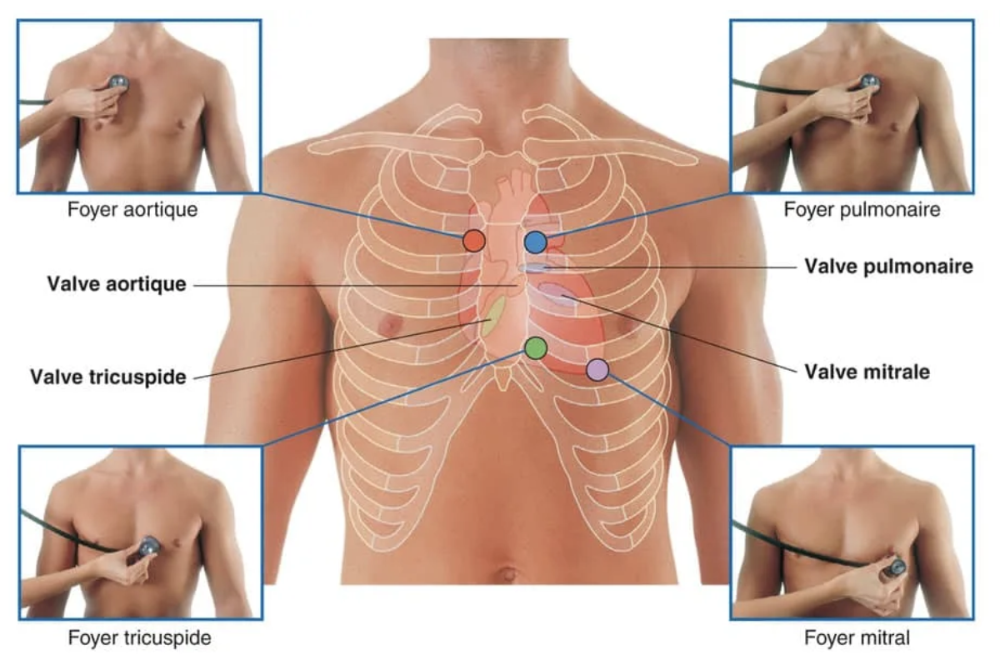 Foyer aortique
Foyer pulmonaire
Valve aortique
Valve pulmonaire
Valve tricuspide
Valve mitrale
Foyer tricuspide
Foyer mitral